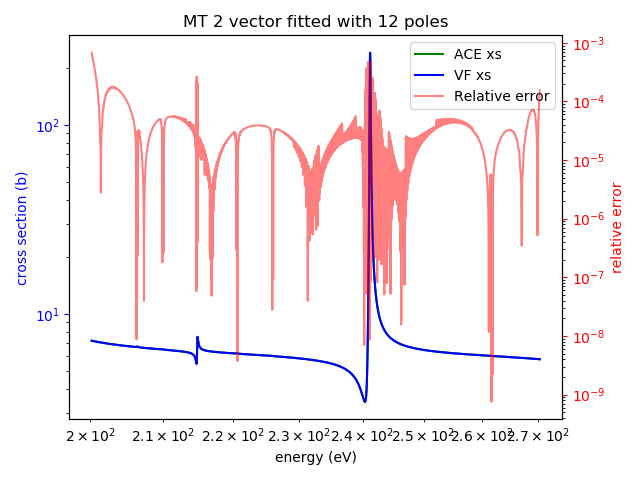 MT 2 vector fitted with 12 poles
ACE xs
VF xs
Relative error
cross section (b)
10²
10¹
relative error
10⁻³
10⁻⁴
10⁻⁵
10⁻⁶
10⁻⁷
10⁻⁸
10⁻⁹
2 × 10² 2.1 × 10² 2.2 × 10² 2.3 × 10² 2.4 × 10² 2.5 × 10² 2.6 × 10² 2.7 × 10²
energy (eV)